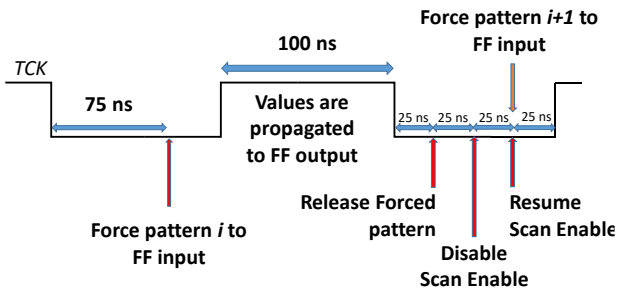 Force pattern i+1 to
FF input
100 ns
TCK
75 ns
Values are
propagated
to FF output
25 ns 25 ns 25 ns 25 ns
Force pattern i to
FF input
Release Forced
pattern
Disable
Scan Enable
Resume
Scan Enable